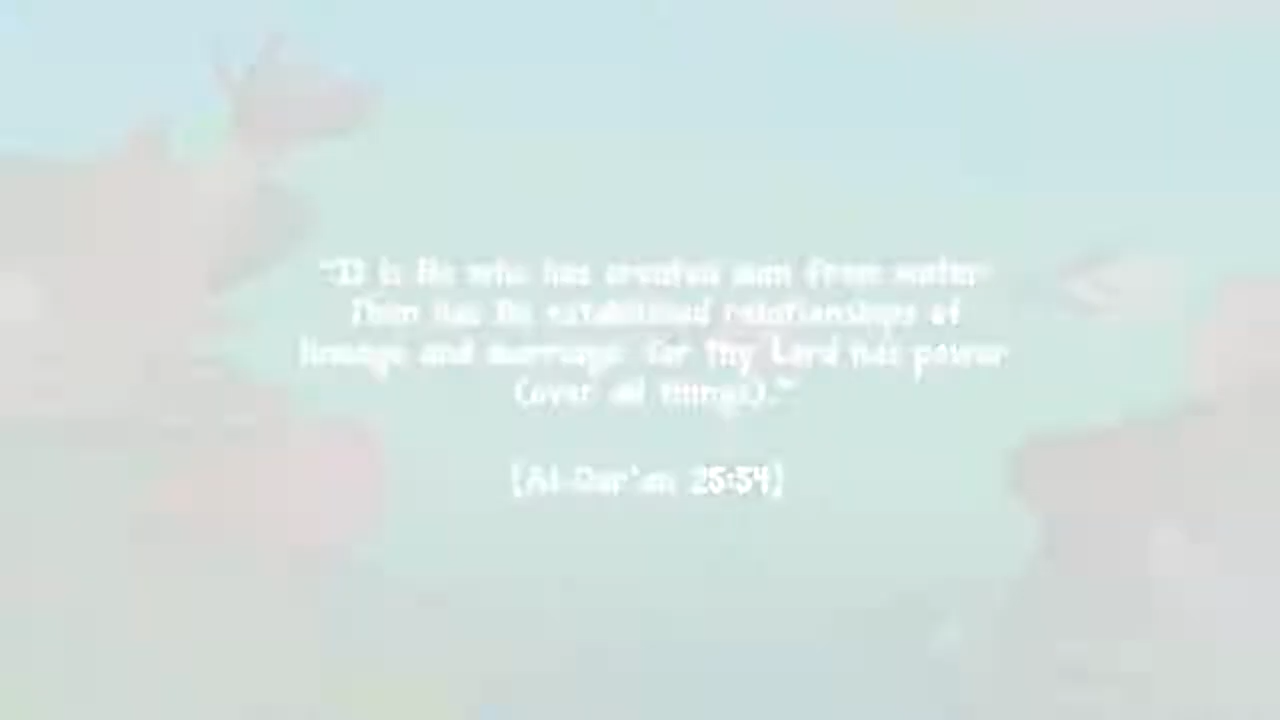 "It is He who has created man from water:
Then has He established relationships of
lineage and marriage: for thy Lord has power
(over all things)."
[Al-Qur'an 25:54]